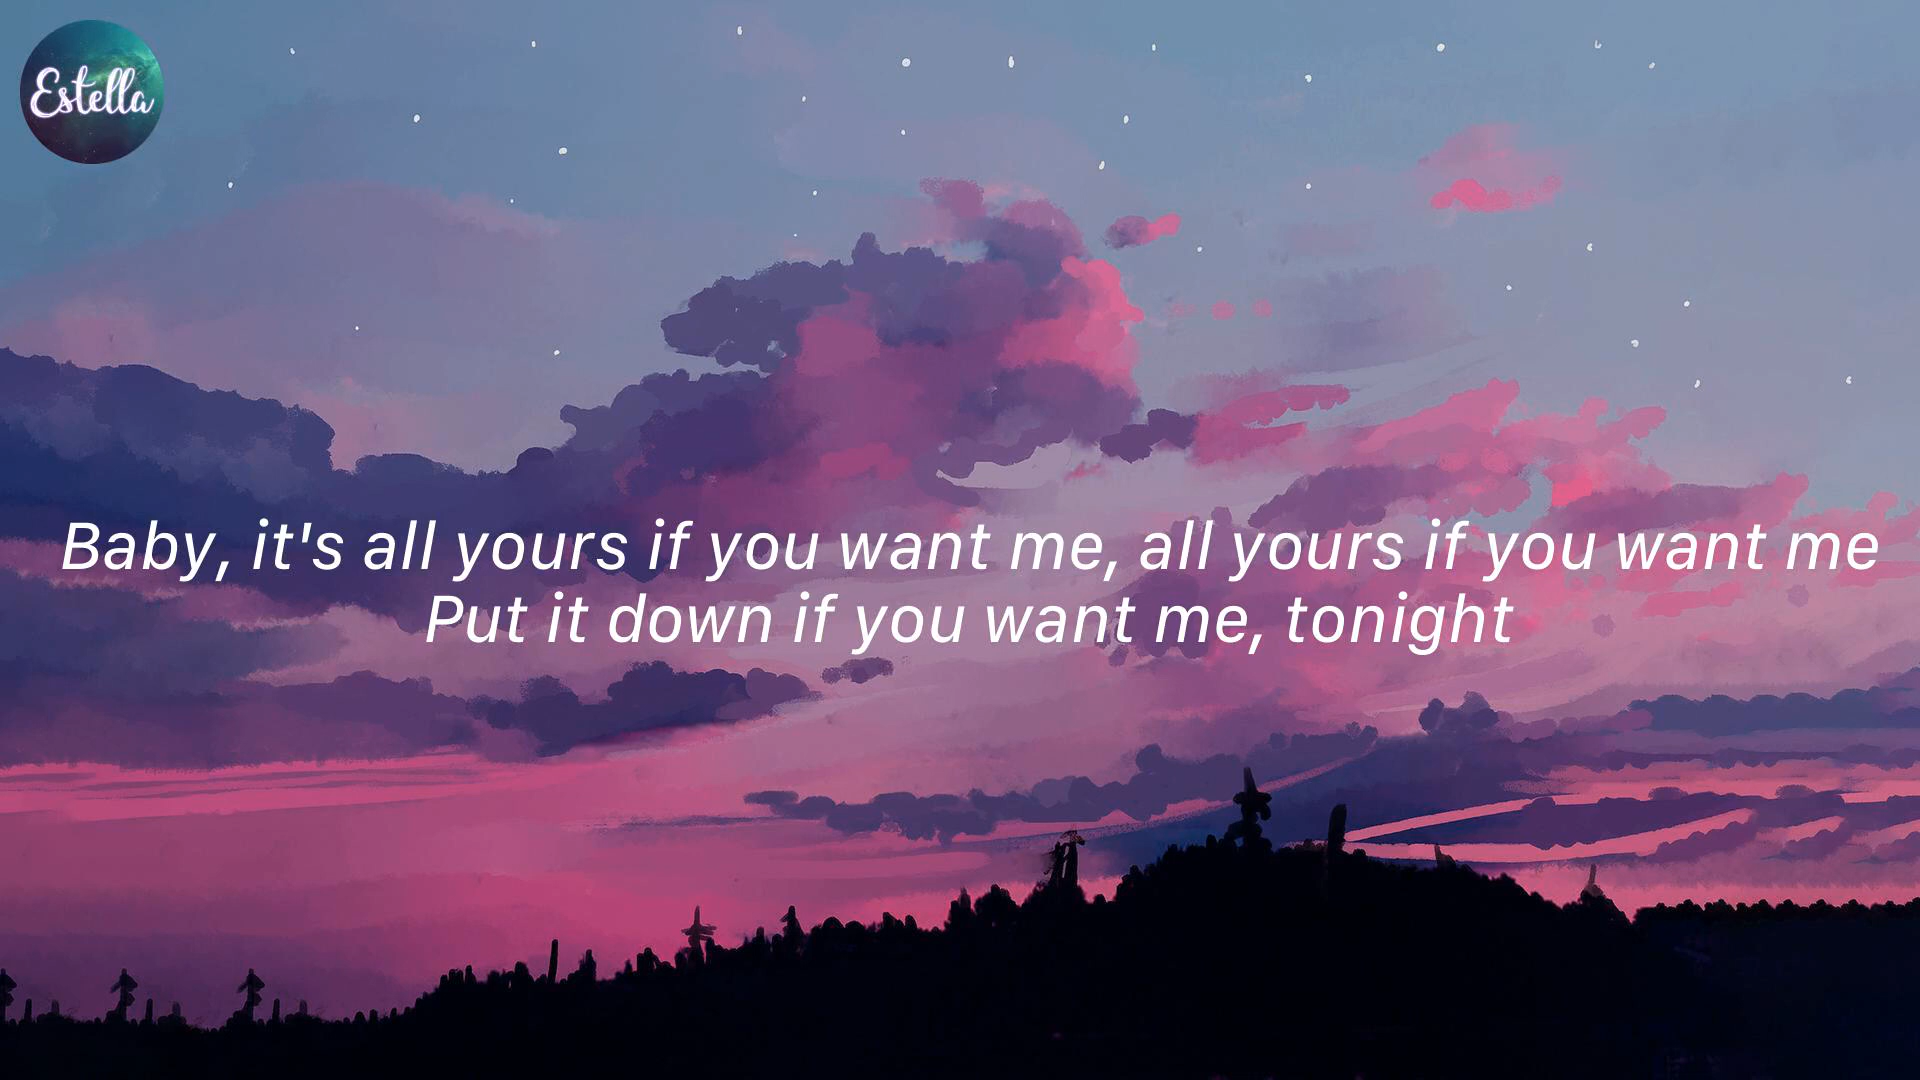 Estella
Baby, it's all yours if you want me, all yours if you want me
Put it down if you want me, tonight